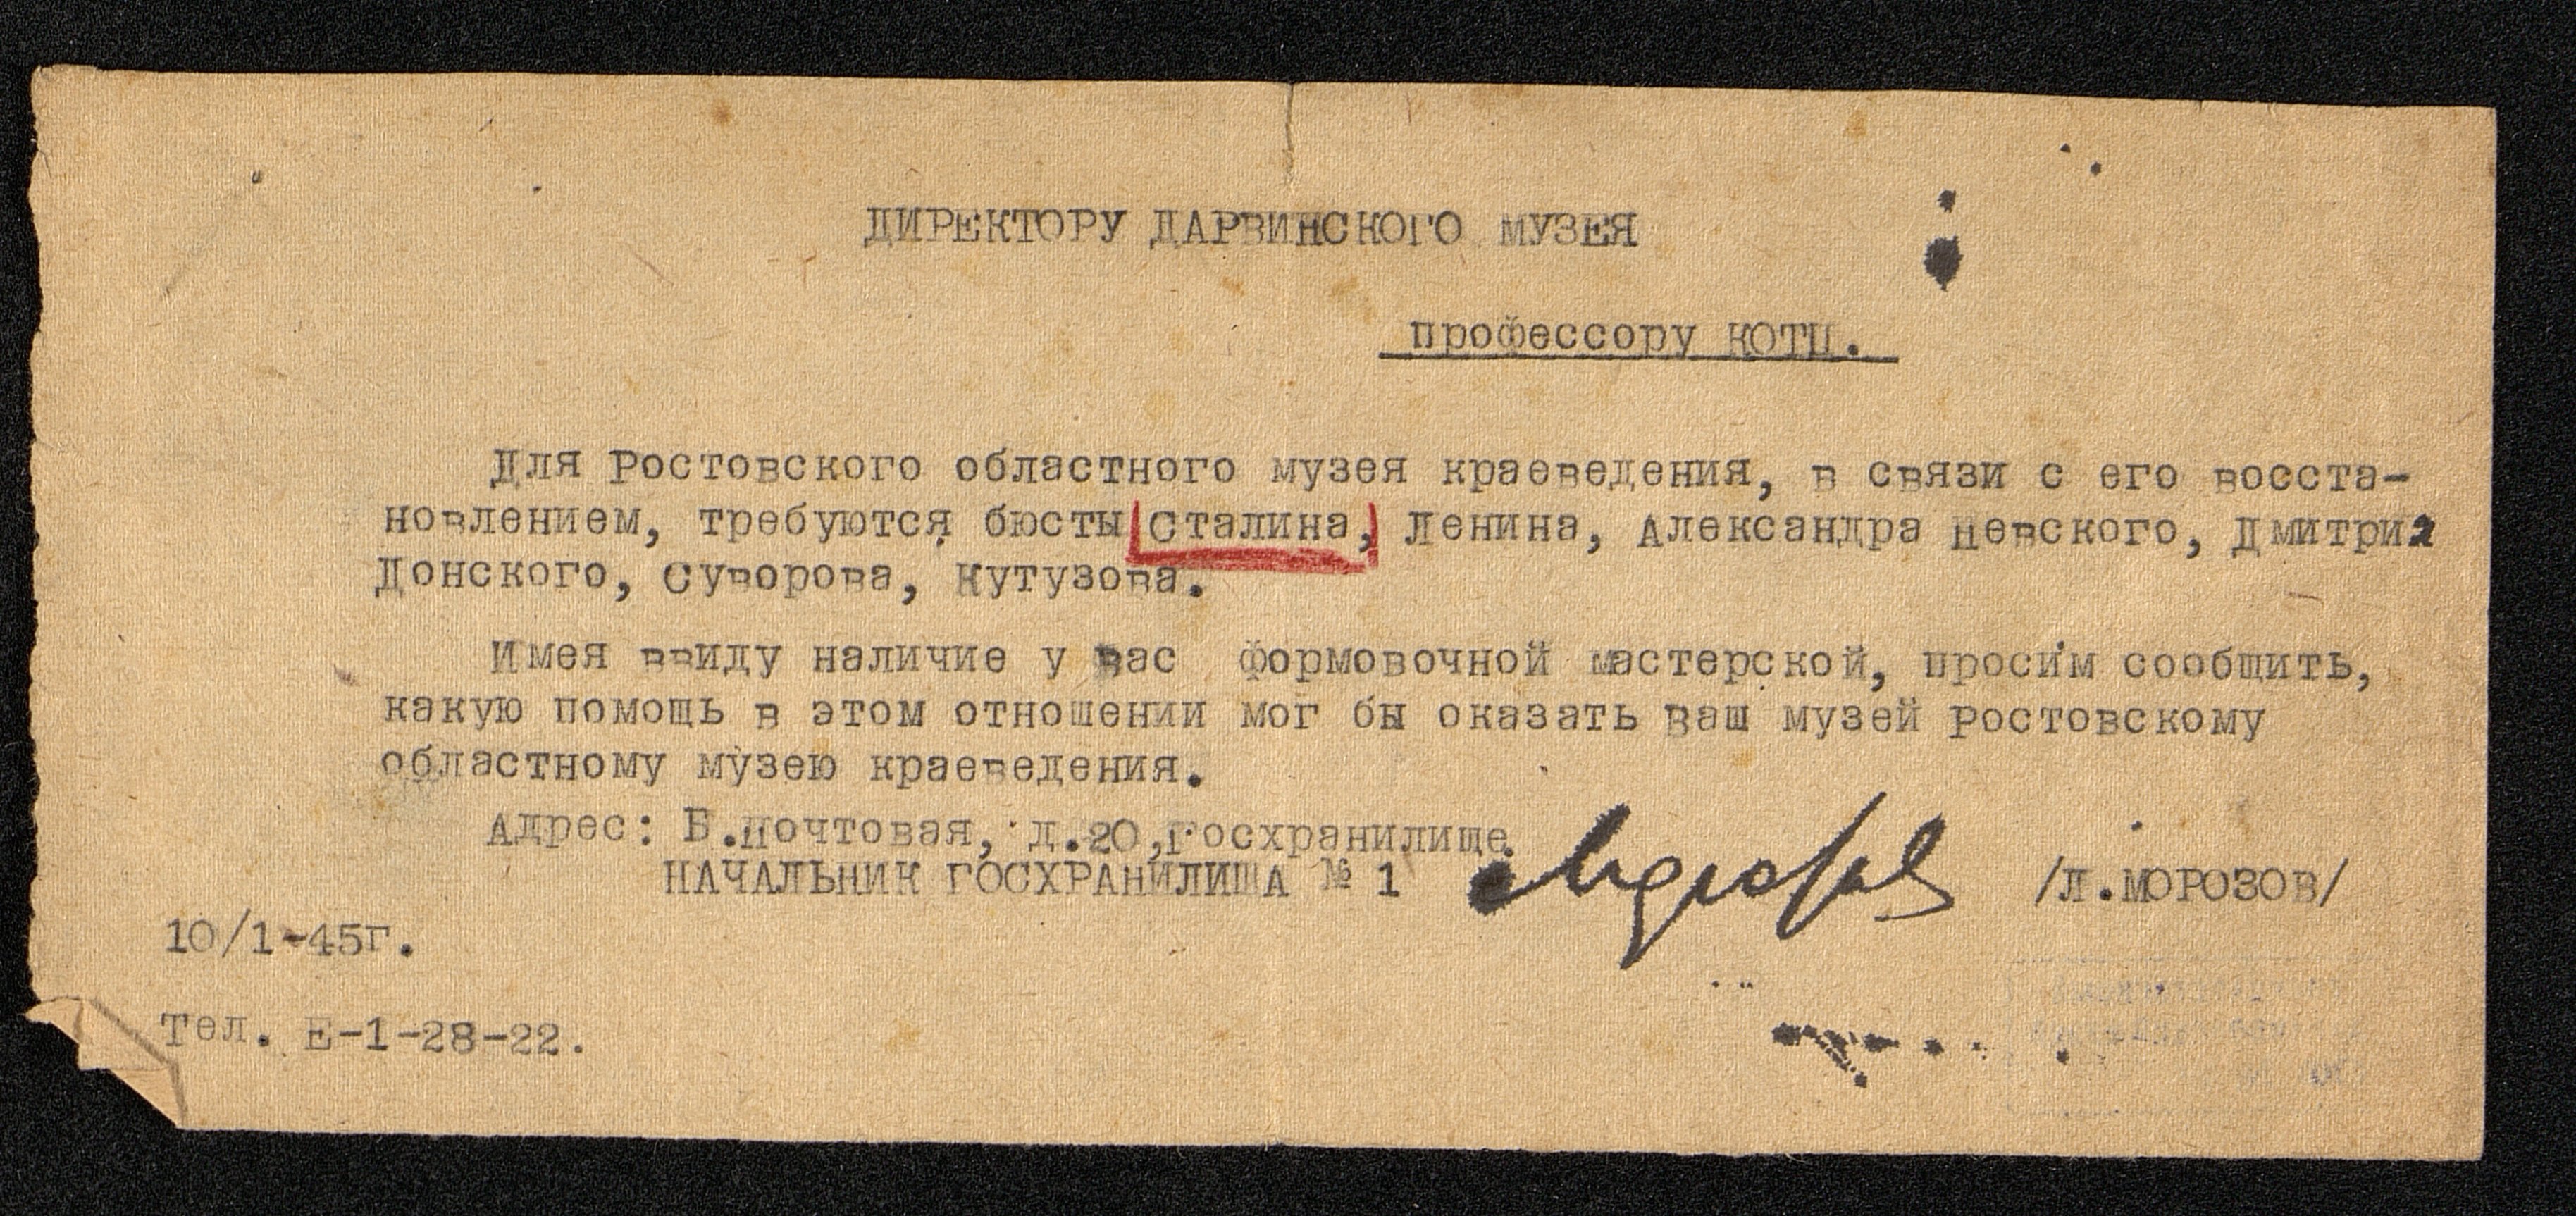 ДИРЕКТОРУ ДАРВИНСКОГО МУЗЕЯ
профессору КОТЦ.
Для Ростовского областного музея краеведения, в связи с его восста-
новлением, требуются бюсты Сталина, Ленина, Александра Невского, Дмитрия
Донского, Суворова, Кутузова.
Имея ввиду наличие у Вас формовочной мастерской, просим сообщить,
какую помощь в этом отношении мог бы оказать Ваш музей Ростовскому
областному музею краеведения.
Адрес: Б.Почтовая, д.20,Госхранилище.
НАЧАЛЬНИК ГОСХРАНИЛИЩА № 1 /Л.МОРОЗОВ/
10/1-45г.
Тел. Е-1-28-22.